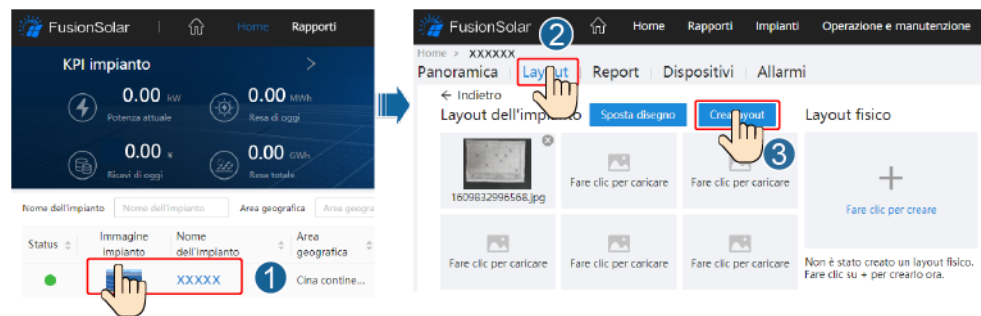 FusionSolar
Home
Rapporti
KPI impianto
0.00 kW
Potenza attuale
0.00 MWh
Resa di oggi
0.00 ¥
Ricavi di oggi
0.00 GWh
Resa totale
Nome dell'impianto
Nome dell'impianto
Area geografica
Area geogra
Status
Immagine impianto
Nome dell'impianto
Area geografica
XXXXX
1
Cina contine...
FusionSolar
2
Home
Rapporti
Impianti
Operazione e manutenzione
Home > XXXXXX
Panoramica
Layout
Report
Dispositivi
Allarmi
← Indietro
Layout dell'impianto
Sposta disegno
Crea layout
3
Layout fisico
1609832996568.jpg
Fare clic per caricare
Fare clic per caricare
Fare clic per creare
Fare clic per caricare
Fare clic per caricare
Fare clic per caricare
Non è stato creato un layout fisico.
Fare clic su + per crearlo ora.